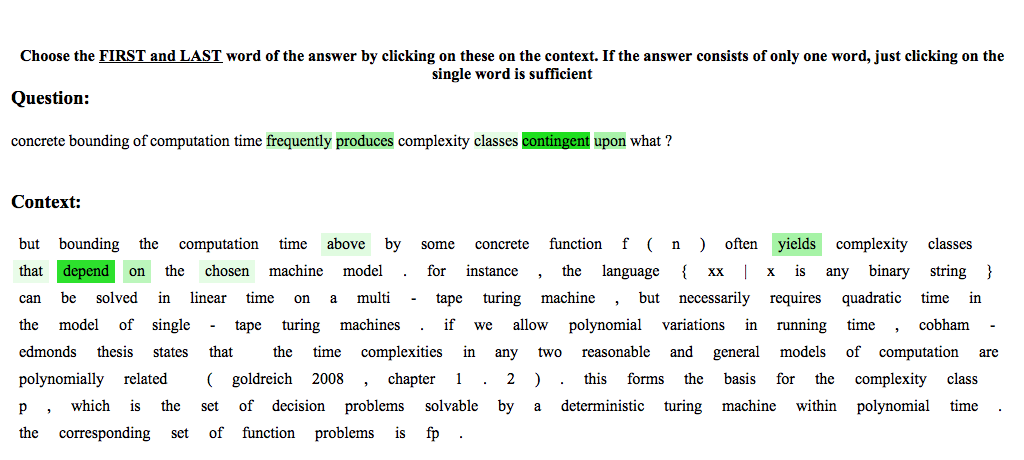 Choose the FIRST and LAST word of the answer by clicking on these on the context. If the answer consists of only one word, just clicking on the
single word is sufficient
Question:
concrete bounding of computation time frequently produces complexity classes contingent upon what ?
Context:
but bounding the computation time above by some concrete function f ( n ) often yields complexity classes
that depend on the chosen machine model . for instance , the language { xx | x is any binary string }
can be solved in linear time on a multi - tape turing machine , but necessarily requires quadratic time in
the model of single - tape turing machines . if we allow polynomial variations in running time , cobham -
edmonds thesis states that the time complexities in any two reasonable and general models of computation are
polynomially related ( goldreich 2008 , chapter 1 . 2 ) . this forms the basis for the complexity class
p , which is the set of decision problems solvable by a deterministic turing machine within polynomial time .
the corresponding set of function problems is fp .